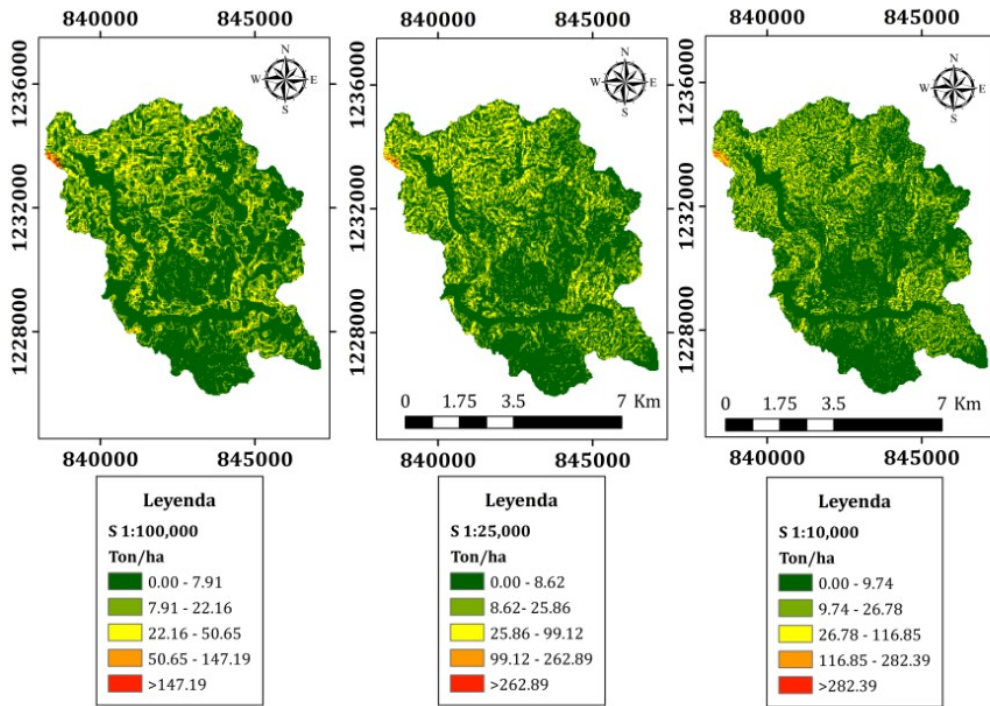 840000 845000
840000 845000
840000 845000
1236000
1232000
1228000
N
W E
S
1236000
1232000
1228000
N
W E
S
0 1.75 3.5 7 Km
1236000
1232000
1228000
N
W E
S
0 1.75 3.5 7 Km
840000 845000
840000 845000
840000 845000
Leyenda
S 1:100,000
Ton/ha
0.00 - 7.91
7.91 - 22.16
22.16 - 50.65
50.65 - 147.19
>147.19
Leyenda
S 1:25,000
Ton/ha
0.00 - 8.62
8.62- 25.86
25.86 - 99.12
99.12 - 262.89
>262.89
Leyenda
S 1:10,000
Ton/ha
0.00 - 9.74
9.74 - 26.78
26.78 - 116.85
116.85 - 282.39
>282.39